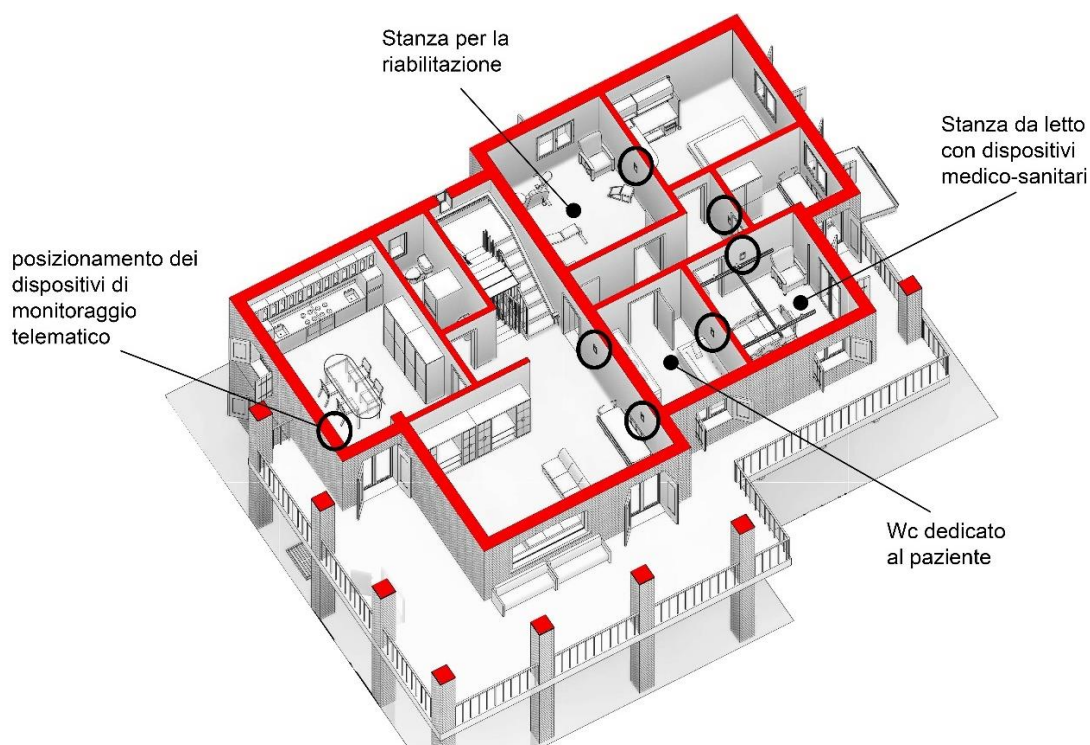 Stanza per la
riabilitazione
Stanza da letto
con dispositivi
medico-sanitari
posizionamento dei
dispositivi di
monitoraggio
telematico
Wc dedicato
al paziente